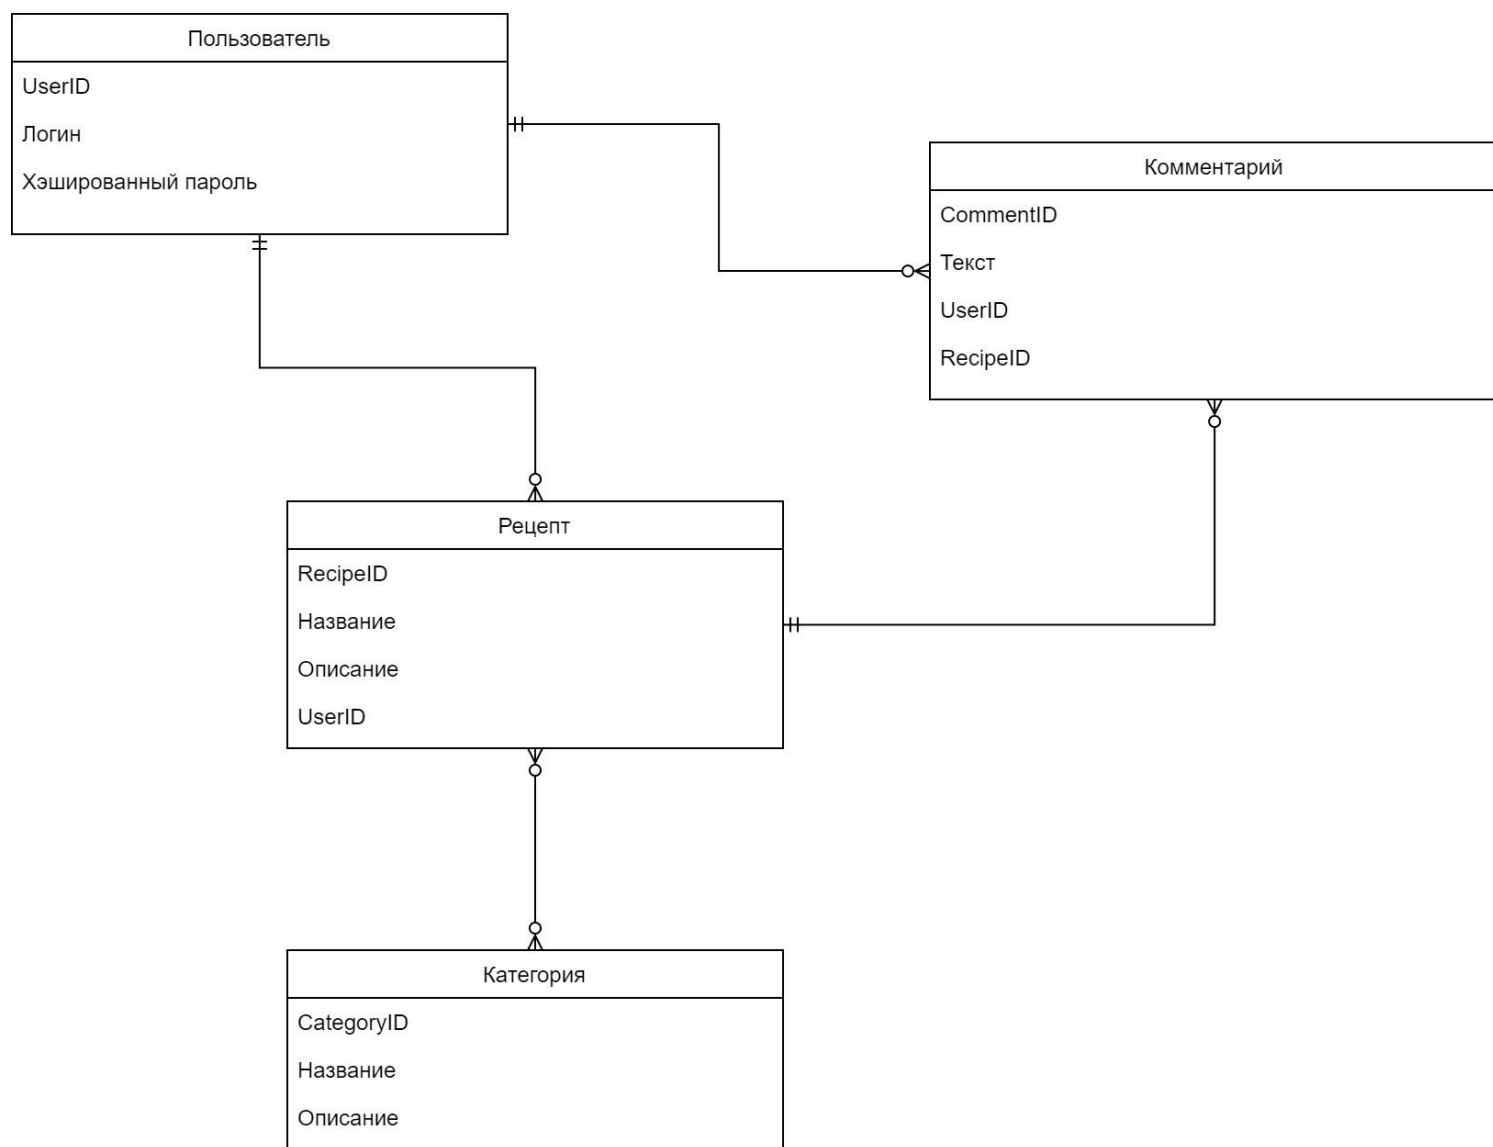 Пользователь
UserID
Логин
Хэшированный пароль
Комментарий
CommentID
Текст
UserID
RecipeID
Рецепт
RecipeID
Название
Описание
UserID
Категория
CategoryID
Название
Описание